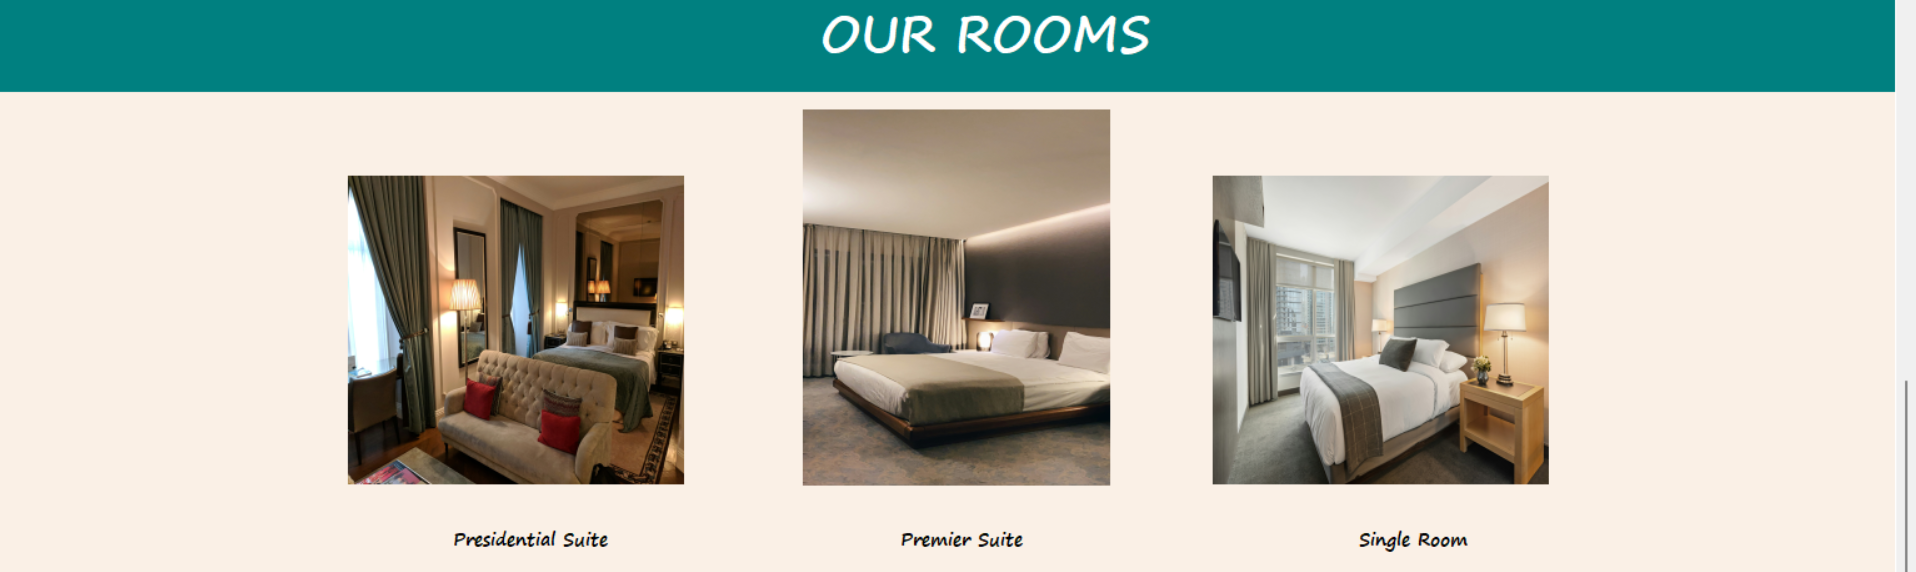 OUR ROOMS
Presidential Suite
Premier Suite
Single Room